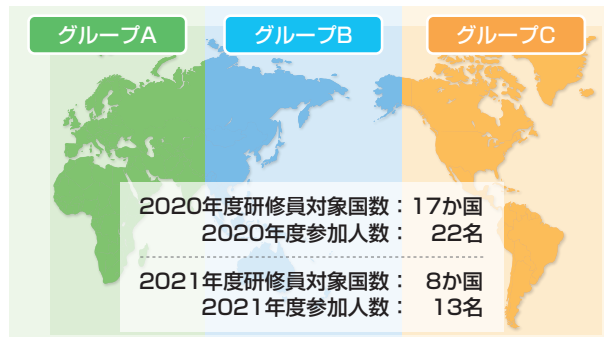 グループA
グループB
グループC
2020年度研修員対象国数：17か国
2020年度参加人数：　22名
2021年度研修員対象国数：　8か国
2021年度参加人数：　13名